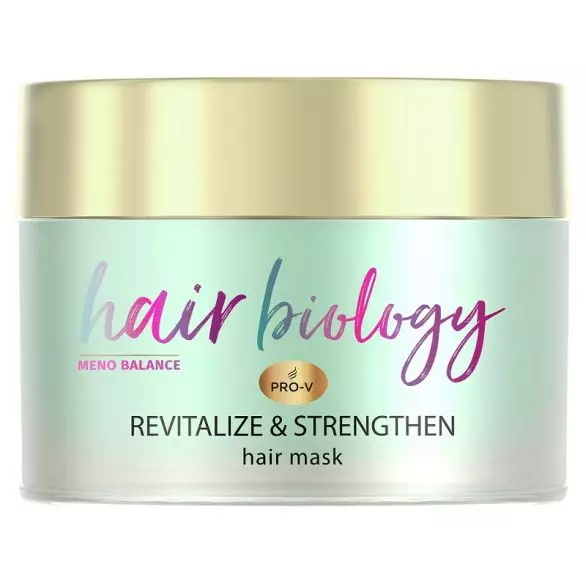 hair biology
MENO BALANCE
PRO-V
REVITALIZE & STRENGTHEN
hair mask